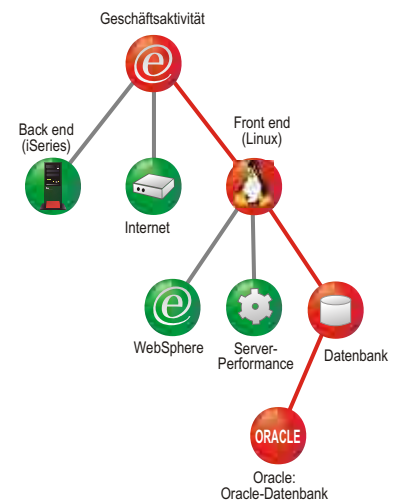 Geschäftsaktivität
e
Back end
(iSeries)
Front end
(Linux)
Internet
e
WebSphere
Server-
Performance
Datenbank
ORACLE
Oracle:
Oracle-Datenbank